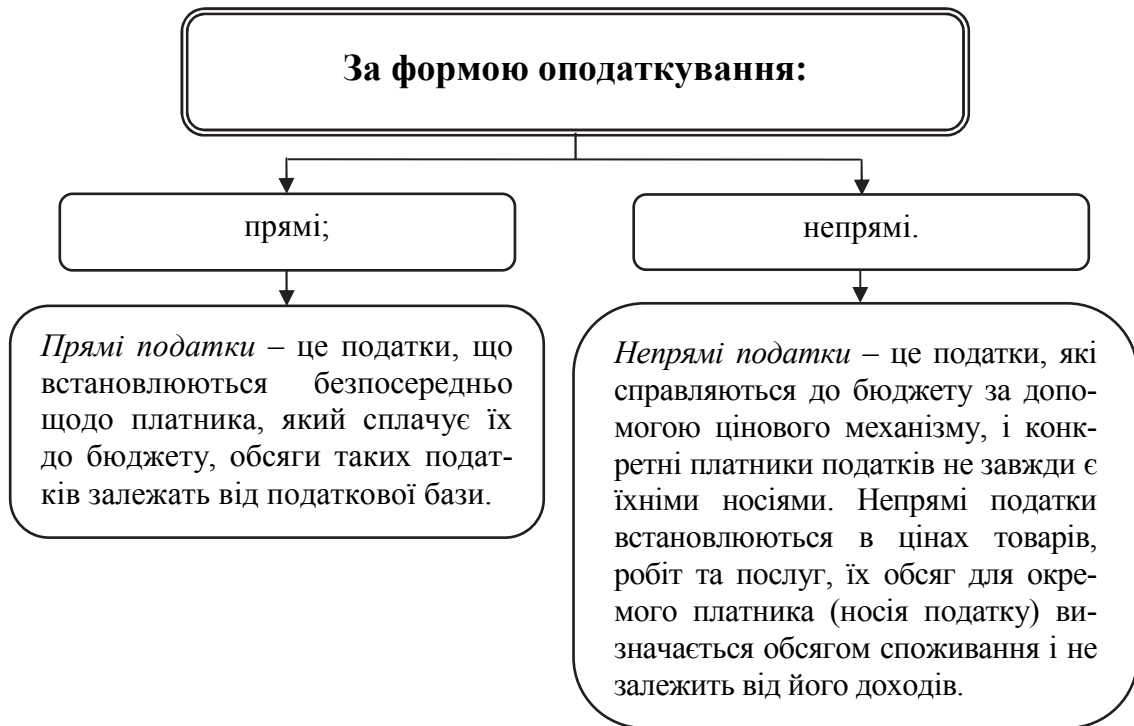 За формою оподаткування:
прямі;
непрямі.
Прямі податки – це податки, що
встановлюються безпосередньо
щодо платника, який сплачує їх
до бюджету, обсяги таких подат-
ків залежать від податкової бази.
Непрямі податки – це податки, які
справляються до бюджету за допо-
могою цінового механізму, і конк-
ретні платники податків не завжди є
їхніми носіями. Непрямі податки
встановлюються в цінах товарів,
робіт та послуг, їх обсяг для окре-
мого платника (носія податку) ви-
значається обсягом споживання і не
залежить від його доходів.